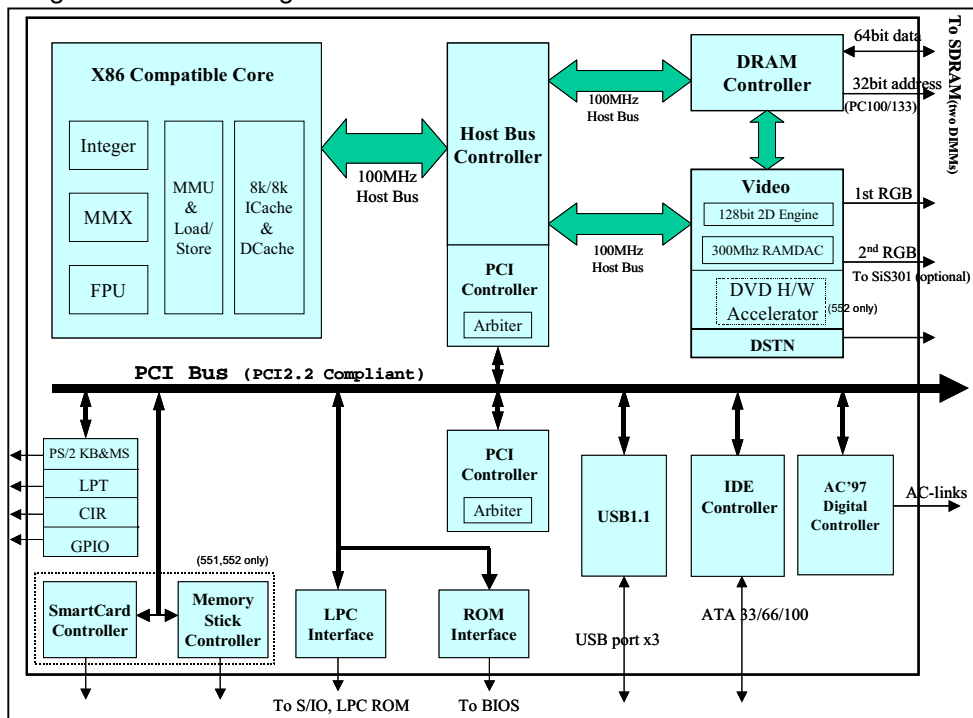 X86 Compatible Core
Integer
MMX
FPU
MMU
&
Load/
Store
8k/8k
ICache
&
DCache
100MHz
Host Bus
Host Bus
Controller
PCI
Controller
Arbiter
100MHz
Host Bus
100MHz
Host Bus
DRAM
Controller
64bit data
32bit address
(PC100/133)
To SDRAM(two DIMMs)
Video
128bit 2D Engine
300Mhz RAMDAC
DVD H/W
Accelerator
(552 only)
DSTN
1st RGB
2nd RGB
To SiS301 (optional)
PCI Bus (PCI2.2 Compliant)
PS/2 KB&MS
LPT
CIR
GPIO
(551,552 only)
SmartCard
Controller
Memory
Stick
Controller
LPC
Interface
To S/IO, LPC ROM
PCI
Controller
Arbiter
ROM
Interface
To BIOS
USB1.1
USB port x3
IDE
Controller
ATA 33/66/100
AC'97
Digital
Controller
AC-links